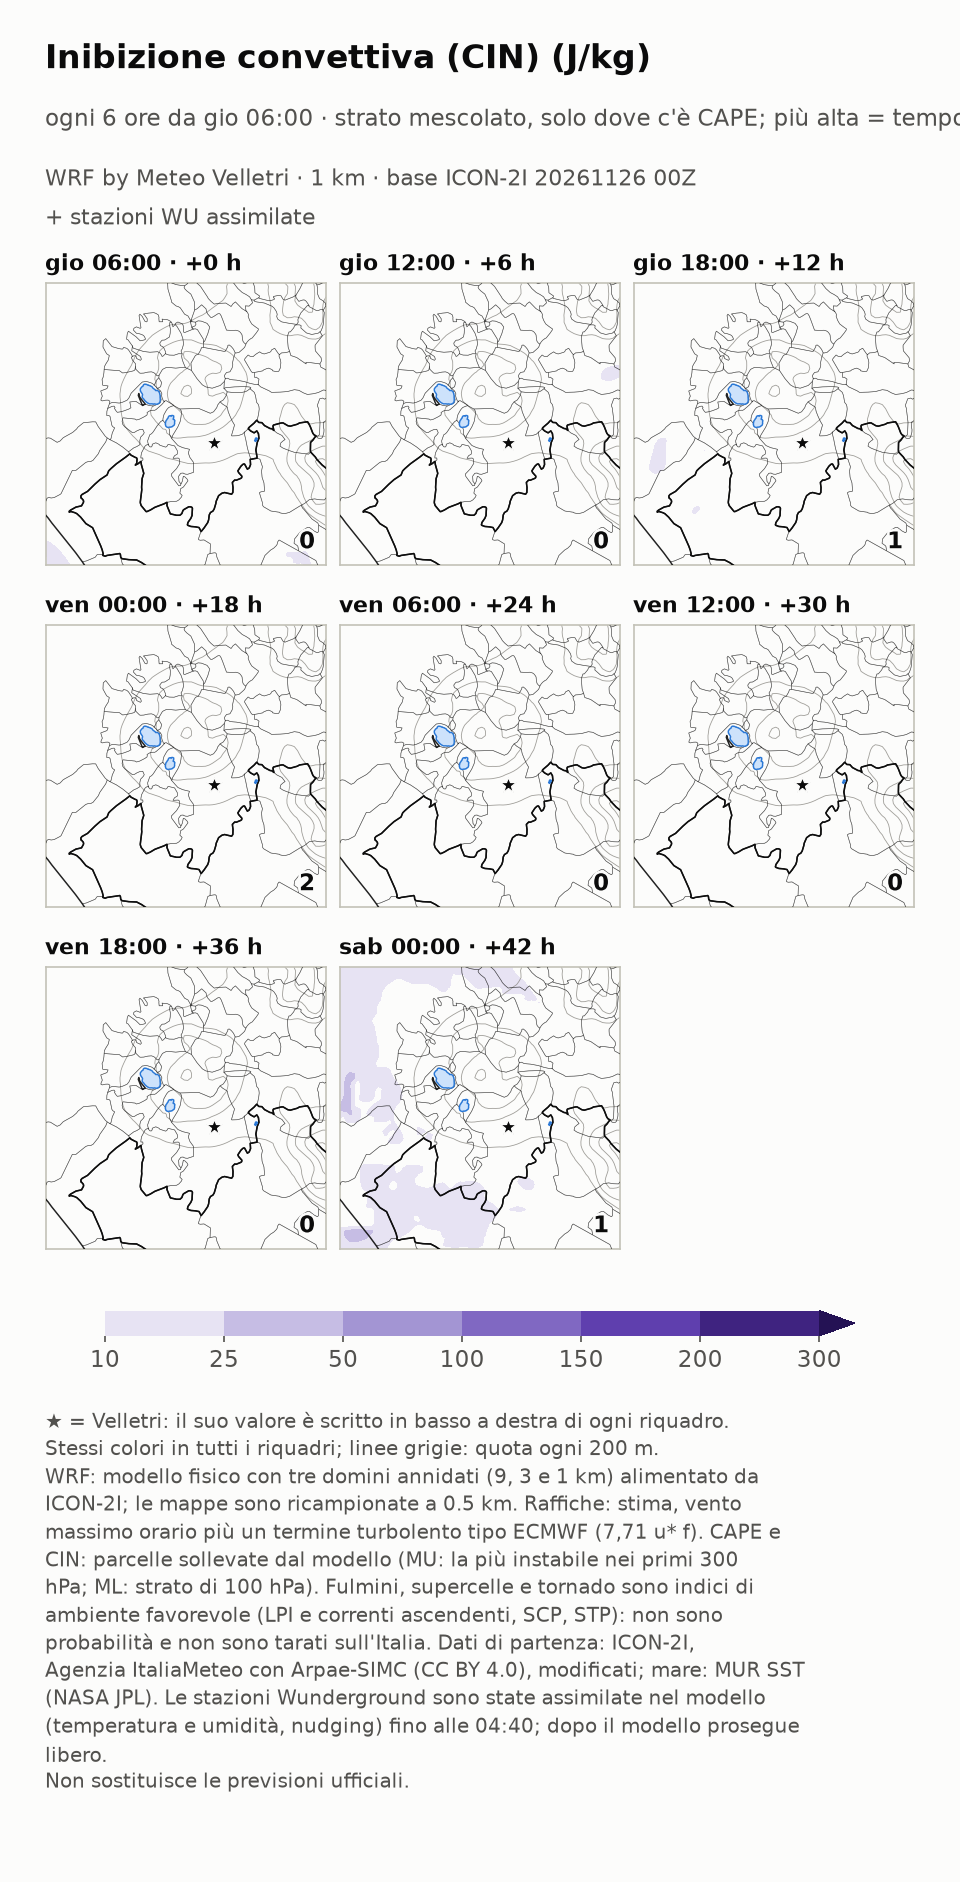 Inibizione convettiva (CIN) (J/kg)
ogni 6 ore da gio 06:00 · strato mescolato, solo dove c'è CAPE; più alta = tempo
WRF by Meteo Velletri · 1 km · base ICON-2I 20261126 00Z
+ stazioni WU assimilate
gio 06:00 · +0 h
gio 12:00 · +6 h
gio 18:00 · +12 h
0
0
1
ven 00:00 · +18 h
ven 06:00 · +24 h
ven 12:00 · +30 h
2
0
0
ven 18:00 · +36 h
sab 00:00 · +42 h
0
1
10 25 50 100 150 200 300
★ = Velletri: il suo valore è scritto in basso a destra di ogni riquadro.
Stessi colori in tutti i riquadri; linee grigie: quota ogni 200 m.
WRF: modello fisico con tre domini annidati (9, 3 e 1 km) alimentato da
ICON-2I; le mappe sono ricampionate a 0.5 km. Raffiche: stima, vento
massimo orario più un termine turbolento tipo ECMWF (7,71 u* f). CAPE e
CIN: parcelle sollevate dal modello (MU: la più instabile nei primi 300
hPa; ML: strato di 100 hPa). Fulmini, supercelle e tornado sono indici di
ambiente favorevole (LPI e correnti ascendenti, SCP, STP): non sono
probabilità e non sono tarati sull'Italia. Dati di partenza: ICON-2I,
Agenzia ItaliaMeteo con Arpae-SIMC (CC BY 4.0), modificati; mare: MUR SST
(NASA JPL). Le stazioni Wunderground sono state assimilate nel modello
(temperatura e umidità, nudging) fino alle 04:40; dopo il modello prosegue
libero.
Non sostituisce le previsioni ufficiali.